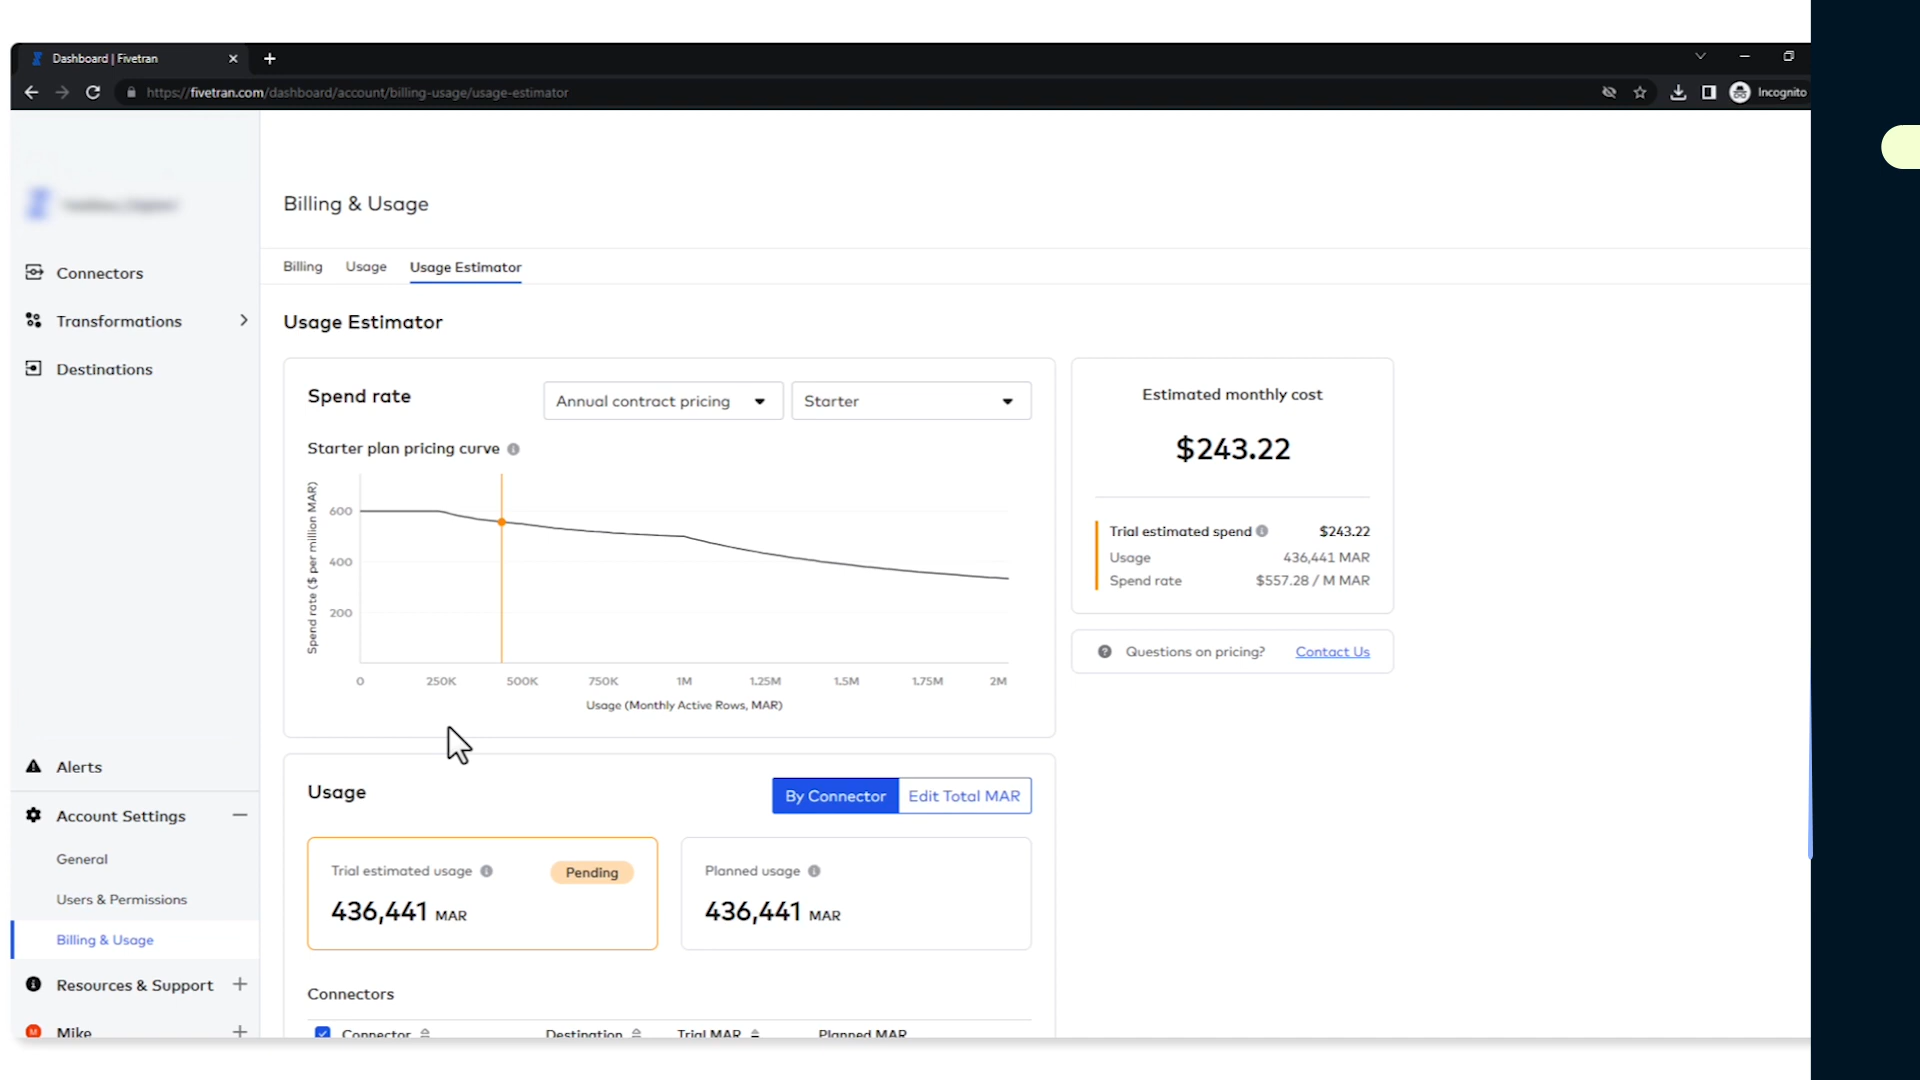 Dashboard | Fivetran
https://fivetran.com/dashboard/account/billing-usage/usage-estimator
Incognito
Connectors
Transformations
Destinations
Alerts
Account Settings
General
Users & Permissions
Billing & Usage
Resources & Support
M
Mike
Billing & Usage
Billing
Usage
Usage Estimator
Usage Estimator
Spend rate
Annual contract pricing
Starter
Starter plan pricing curve
Spend rate ($ per million MAR)
600
400
200
0
250K
500K
750K
1M
1.25M
1.5M
1.75M
2M
Usage (Monthly Active Rows, MAR)
Estimated monthly cost
$243.22
Trial estimated spend $243.22
Usage 436,441 MAR
Spend rate $557.28 / M MAR
Questions on pricing? Contact Us
Usage
By Connector
Edit Total MAR
Trial estimated usage
Pending
436,441 MAR
Planned usage
436,441 MAR
Connectors
Connector
Destination
Trial MAR
Planned MAR